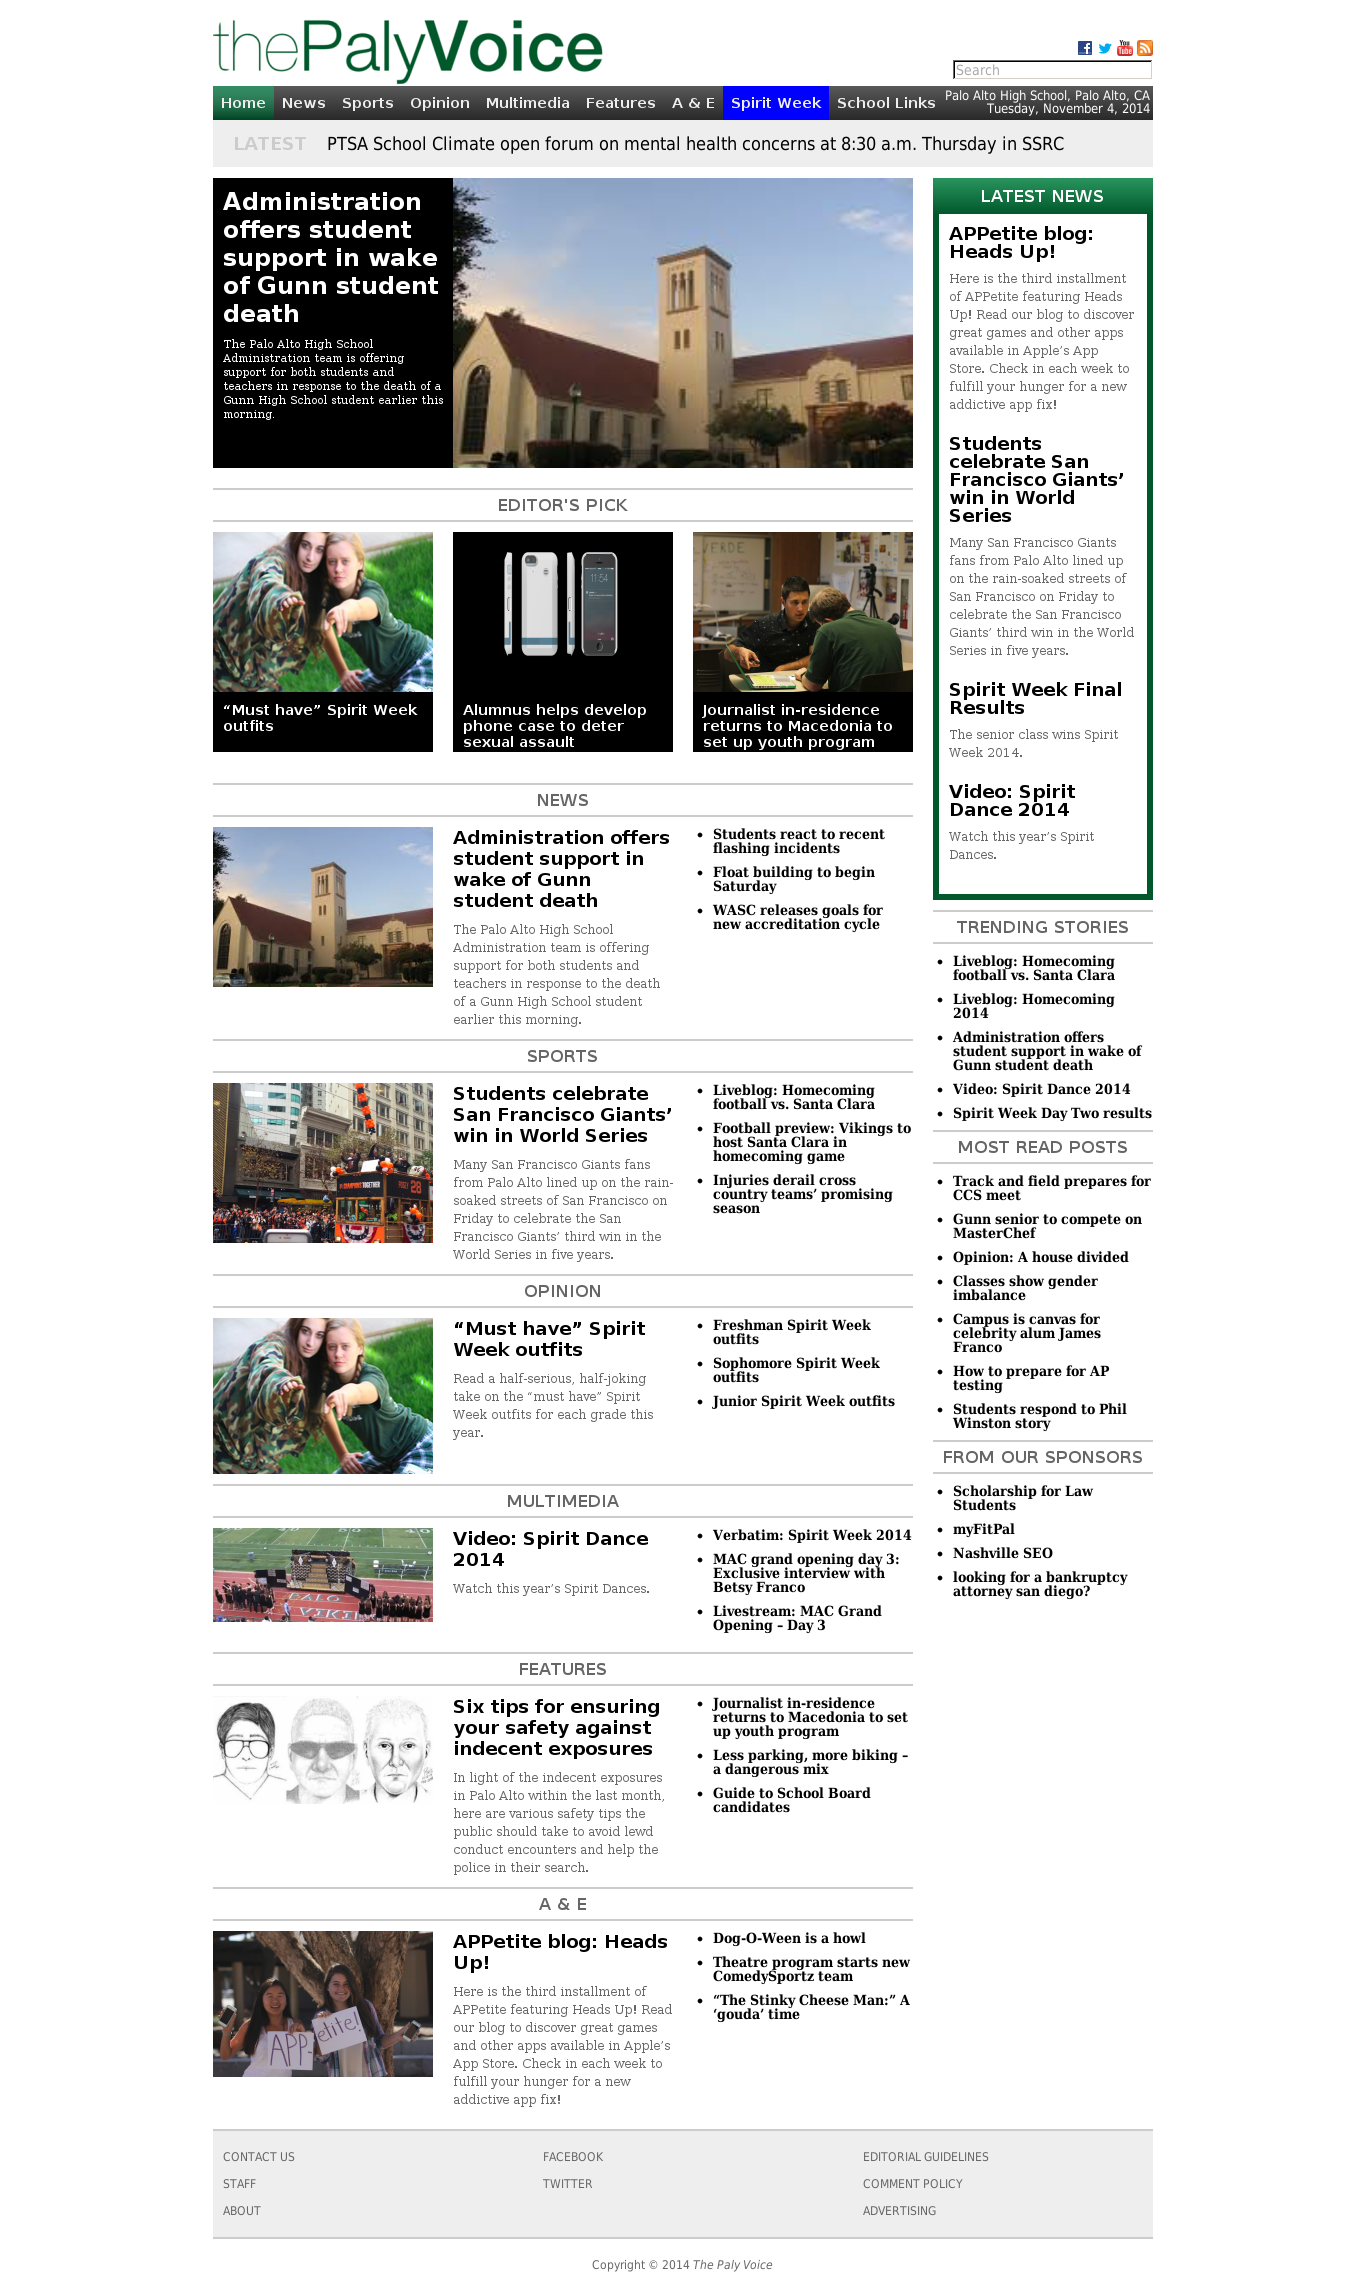 thePalyVoice
Search
Home News Sports Opinion Multimedia Features A & E Spirit Week School Links
Palo Alto High School, Palo Alto, CA
Tuesday, November 4, 2014
LATEST PTSA School Climate open forum on mental health concerns at 8:30 a.m. Thursday in SSRC
Administration
offers student
support in wake
of Gunn student
death
The Palo Alto High School
Administration team is offering
support for both students and
teachers in response to the death of a
Gunn High School student earlier this
morning.
EDITOR'S PICK
“Must have” Spirit Week
outfits
11:54
Alumnus helps develop
phone case to deter
sexual assault
VERDE
Journalist in-residence
returns to Macedonia to
set up youth program
NEWS
Administration offers
student support in
wake of Gunn
student death
The Palo Alto High School
Administration team is offering
support for both students and
teachers in response to the death
of a Gunn High School student
earlier this morning.
• Students react to recent
flashing incidents
• Float building to begin
Saturday
• WASC releases goals for
new accreditation cycle
SPORTS
28
Students celebrate
San Francisco Giants’
win in World Series
Many San Francisco Giants fans
from Palo Alto lined up on the rain-
soaked streets of San Francisco on
Friday to celebrate the San
Francisco Giants’ third win in the
World Series in five years.
• Liveblog: Homecoming
football vs. Santa Clara
• Football preview: Vikings to
host Santa Clara in
homecoming game
• Injuries derail cross
country teams’ promising
season
OPINION
“Must have” Spirit
Week outfits
Read a half-serious, half-joking
take on the “must have” Spirit
Week outfits for each grade this
year.
• Freshman Spirit Week
outfits
• Sophomore Spirit Week
outfits
• Junior Spirit Week outfits
MULTIMEDIA
PALO
VIKI
Video: Spirit Dance
2014
Watch this year’s Spirit Dances.
• Verbatim: Spirit Week 2014
• MAC grand opening day 3:
Exclusive interview with
Betsy Franco
• Livestream: MAC Grand
Opening – Day 3
FEATURES
Six tips for ensuring
your safety against
indecent exposures
In light of the indecent exposures
in Palo Alto within the last month,
here are various safety tips the
public should take to avoid lewd
conduct encounters and help the
police in their search.
• Journalist in-residence
returns to Macedonia to set
up youth program
• Less parking, more biking –
a dangerous mix
• Guide to School Board
candidates
A & E
APP-
etite!
APPetite blog: Heads
Up!
Here is the third installment of
APPetite featuring Heads Up! Read
our blog to discover great games
and other apps available in Apple’s
App Store. Check in each week to
fulfill your hunger for a new
addictive app fix!
• Dog-O-Ween is a howl
• Theatre program starts new
ComedySportz team
• “The Stinky Cheese Man:” A
‘gouda’ time
LATEST NEWS
APPetite blog:
Heads Up!
Here is the third installment
of APPetite featuring Heads
Up! Read our blog to discover
great games and other apps
available in Apple’s App
Store. Check in each week to
fulfill your hunger for a new
addictive app fix!
Students
celebrate San
Francisco Giants’
win in World
Series
Many San Francisco Giants
fans from Palo Alto lined up
on the rain-soaked streets of
San Francisco on Friday to
celebrate the San Francisco
Giants’ third win in the World
Series in five years.
Spirit Week Final
Results
The senior class wins Spirit
Week 2014.
Video: Spirit
Dance 2014
Watch this year’s Spirit
Dances.
TRENDING STORIES
• Liveblog: Homecoming
football vs. Santa Clara
• Liveblog: Homecoming
2014
• Administration offers
student support in wake of
Gunn student death
• Video: Spirit Dance 2014
• Spirit Week Day Two results
MOST READ POSTS
• Track and field prepares for
CCS meet
• Gunn senior to compete on
MasterChef
• Opinion: A house divided
• Classes show gender
imbalance
• Campus is canvas for
celebrity alum James
Franco
• How to prepare for AP
testing
• Students respond to Phil
Winston story
FROM OUR SPONSORS
• Scholarship for Law
Students
• myFitPal
• Nashville SEO
• looking for a bankruptcy
attorney san diego?
CONTACT US FACEBOOK EDITORIAL GUIDELINES
STAFF TWITTER COMMENT POLICY
ABOUT ADVERTISING
Copyright © 2014 The Paly Voice